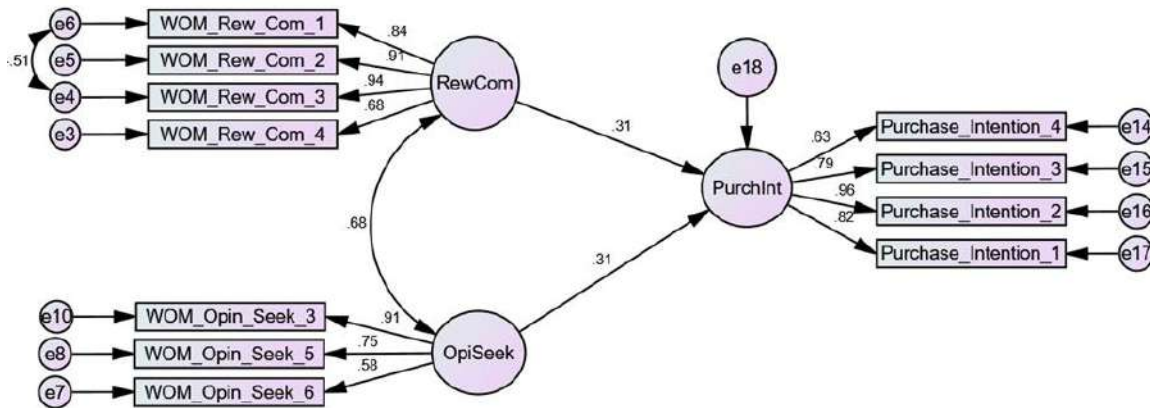 e6
WOM_Rew_Com_1
.84
-.51
e5
WOM_Rew_Com_2
.91
e4
WOM_Rew_Com_3
.94
e3
WOM_Rew_Com_4
.68
RewCom
e18
.31
PurchInt
.63
Purchase_Intention_4
e14
.79
Purchase_Intention_3
e15
.96
Purchase_Intention_2
e16
.82
Purchase_Intention_1
e17
.68
.31
e10
WOM_Opin_Seek_3
.91
e8
WOM_Opin_Seek_5
.75
e7
WOM_Opin_Seek_6
.58
OpiSeek